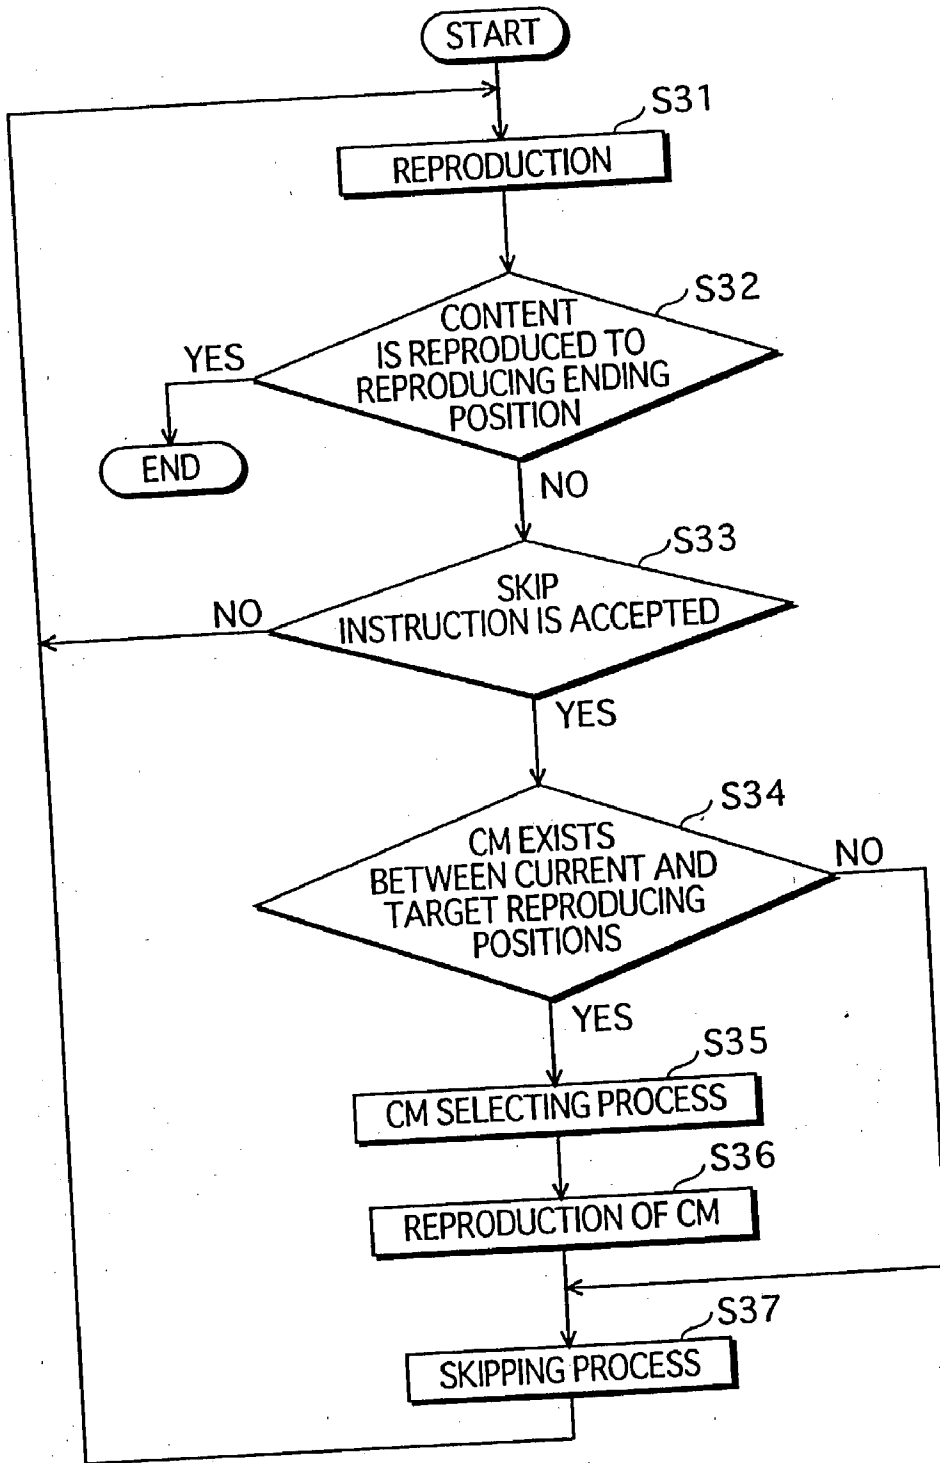 START
S31
REPRODUCTION
S32
CONTENT
IS REPRODUCED TO
REPRODUCING ENDING
POSITION
YES
END
NO
S33
SKIP
INSTRUCTION IS ACCEPTED
NO
YES
S34
CM EXISTS
BETWEEN CURRENT AND
TARGET REPRODUCING
POSITIONS
NO
YES
S35
CM SELECTING PROCESS
S36
REPRODUCTION OF CM
S37
SKIPPING PROCESS